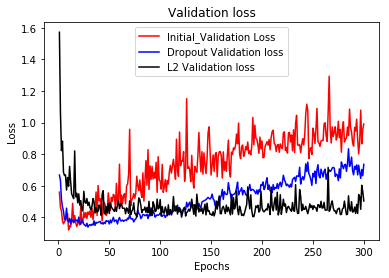 Validation loss
Initial_Validation Loss
Dropout Validation loss
L2 Validation loss
Loss
1.6
1.4
1.2
1.0
0.8
0.6
0.4
0 50 100 150 200 250 300
Epochs